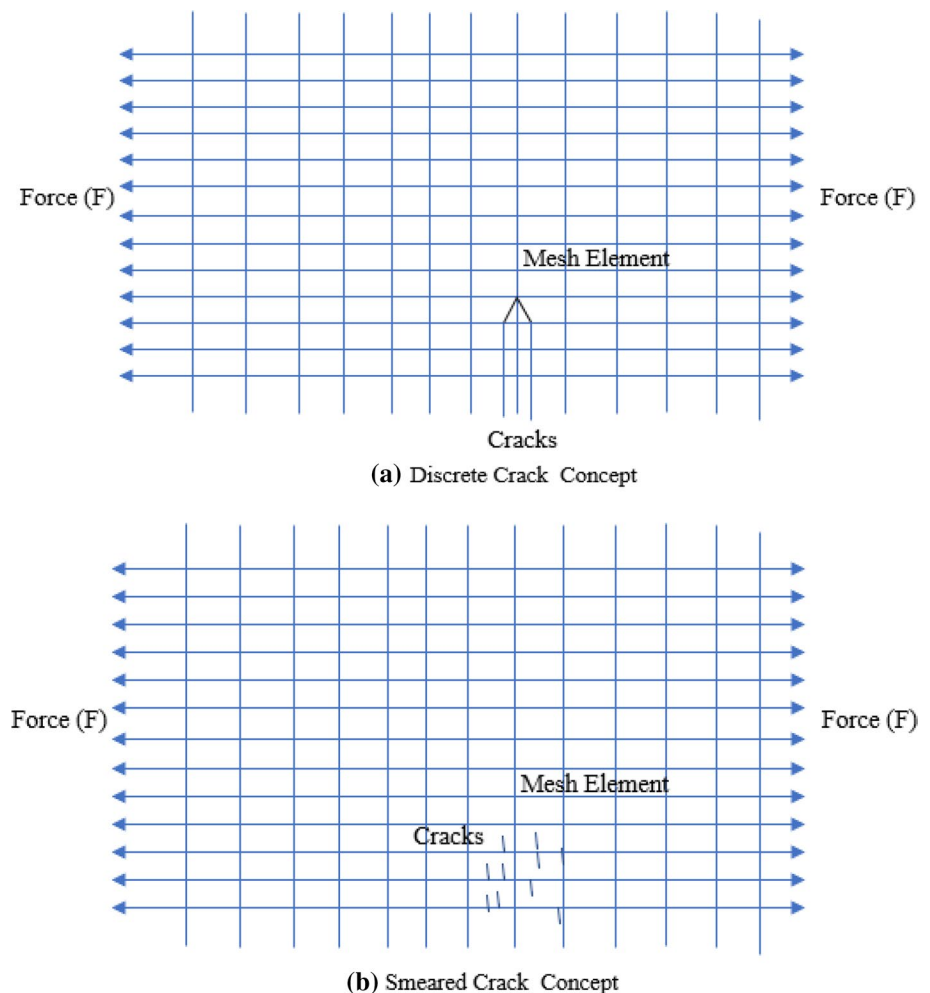 Force (F)
Force (F)
Mesh Element
Cracks
(a) Discrete Crack Concept
Force (F)
Force (F)
Mesh Element
Cracks
(b) Smeared Crack Concept